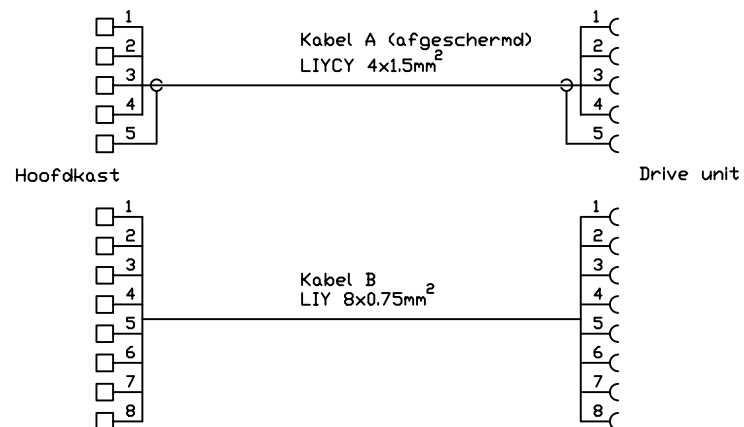 1 1
2 Kabel A (afgeschermd) 2
3 LIYCY 4x1.5mm² 3
4 4
5 5
Hoofdkast Drive unit
1 1
2 2
3 Kabel B 3
4 LIY 8x0.75mm² 4
5 5
6 6
7 7
8 8